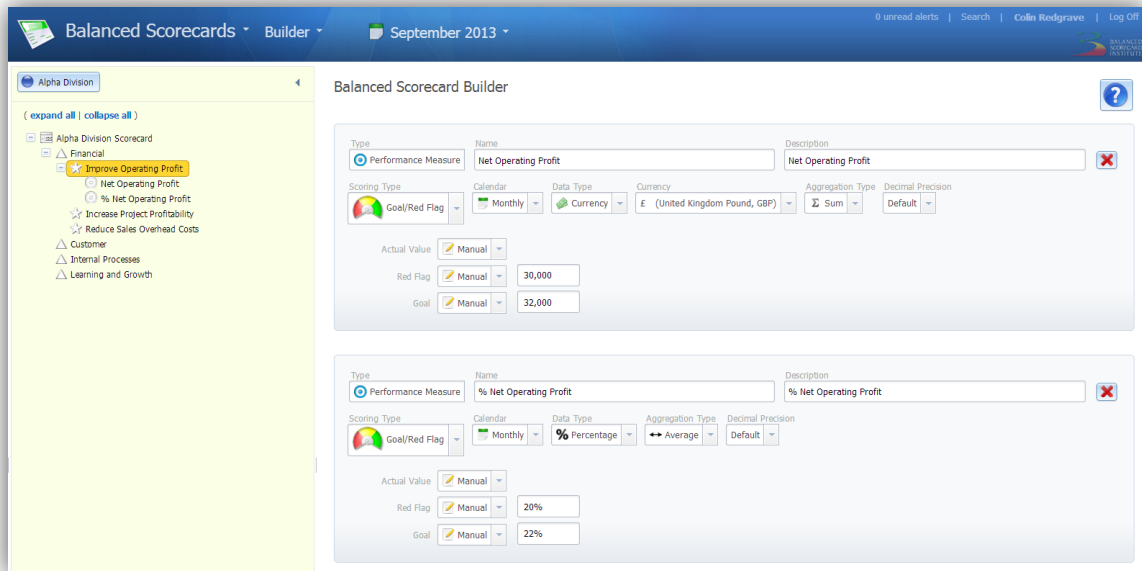 0 unread alerts | Search | Colin Redgrave | Log Off
Balanced Scorecards Builder September 2013
BALANCED
SCORECARD
INSTITUTE
Alpha Division
( expand all | collapse all )
Alpha Division Scorecard
Financial
Improve Operating Profit
Net Operating Profit
% Net Operating Profit
Increase Project Profitability
Reduce Sales Overhead Costs
Customer
Internal Processes
Learning and Growth
Balanced Scorecard Builder
?
Type Name Description
Performance Measure Net Operating Profit Net Operating Profit
Scoring Type Calendar Data Type Currency Aggregation Type Decimal Precision
Goal/Red Flag Monthly Currency £ (United Kingdom Pound, GBP) Σ Sum Default
Actual Value Manual
Red Flag Manual 30,000
Goal Manual 32,000
Type Name Description
Performance Measure % Net Operating Profit % Net Operating Profit
Scoring Type Calendar Data Type Aggregation Type Decimal Precision
Goal/Red Flag Monthly % Percentage Average Default
Actual Value Manual
Red Flag Manual 20%
Goal Manual 22%